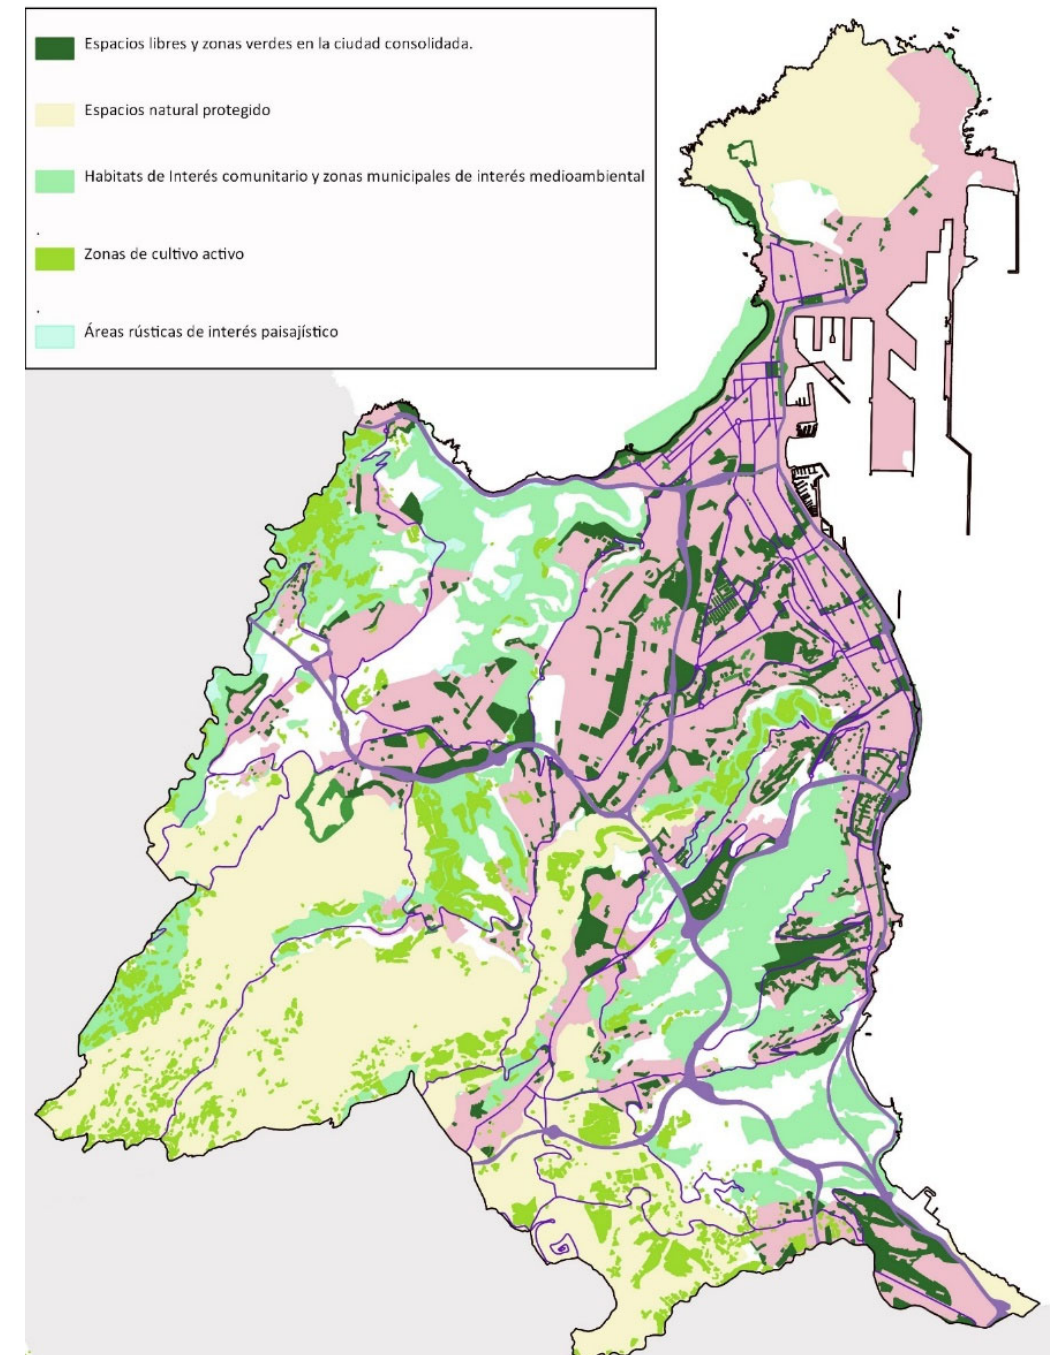 Espacios libres y zonas verdes en la ciudad consolidada.
Espacios natural protegido
Habitats de Interés comunitario y zonas municipales de interés medioambiental
.
Zonas de cultivo activo
.
Áreas rústicas de interés paisajístico